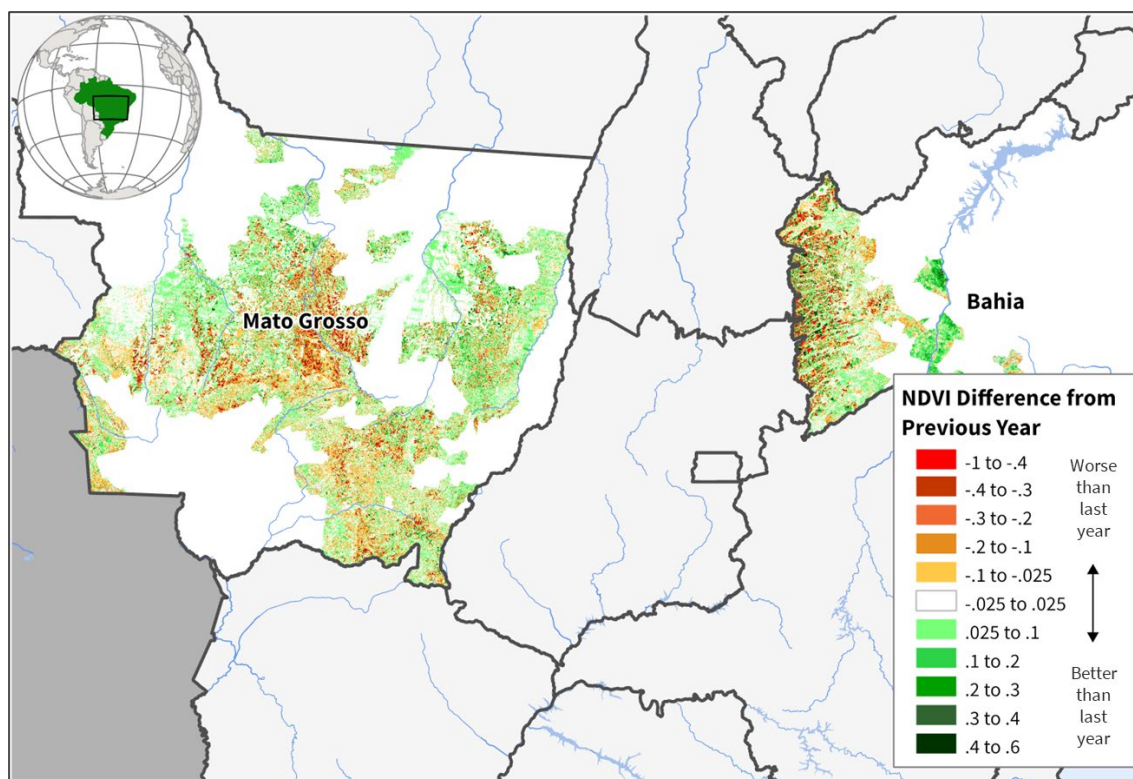 Mato Grosso
Bahia
NDVI Difference from
Previous Year
-1 to -.4
-.4 to -.3
-.3 to -.2
-.2 to -.1
-.1 to -.025
-.025 to .025
.025 to .1
.1 to .2
.2 to .3
.3 to .4
.4 to .6
Worse
than
last
year
Better
than
last
year